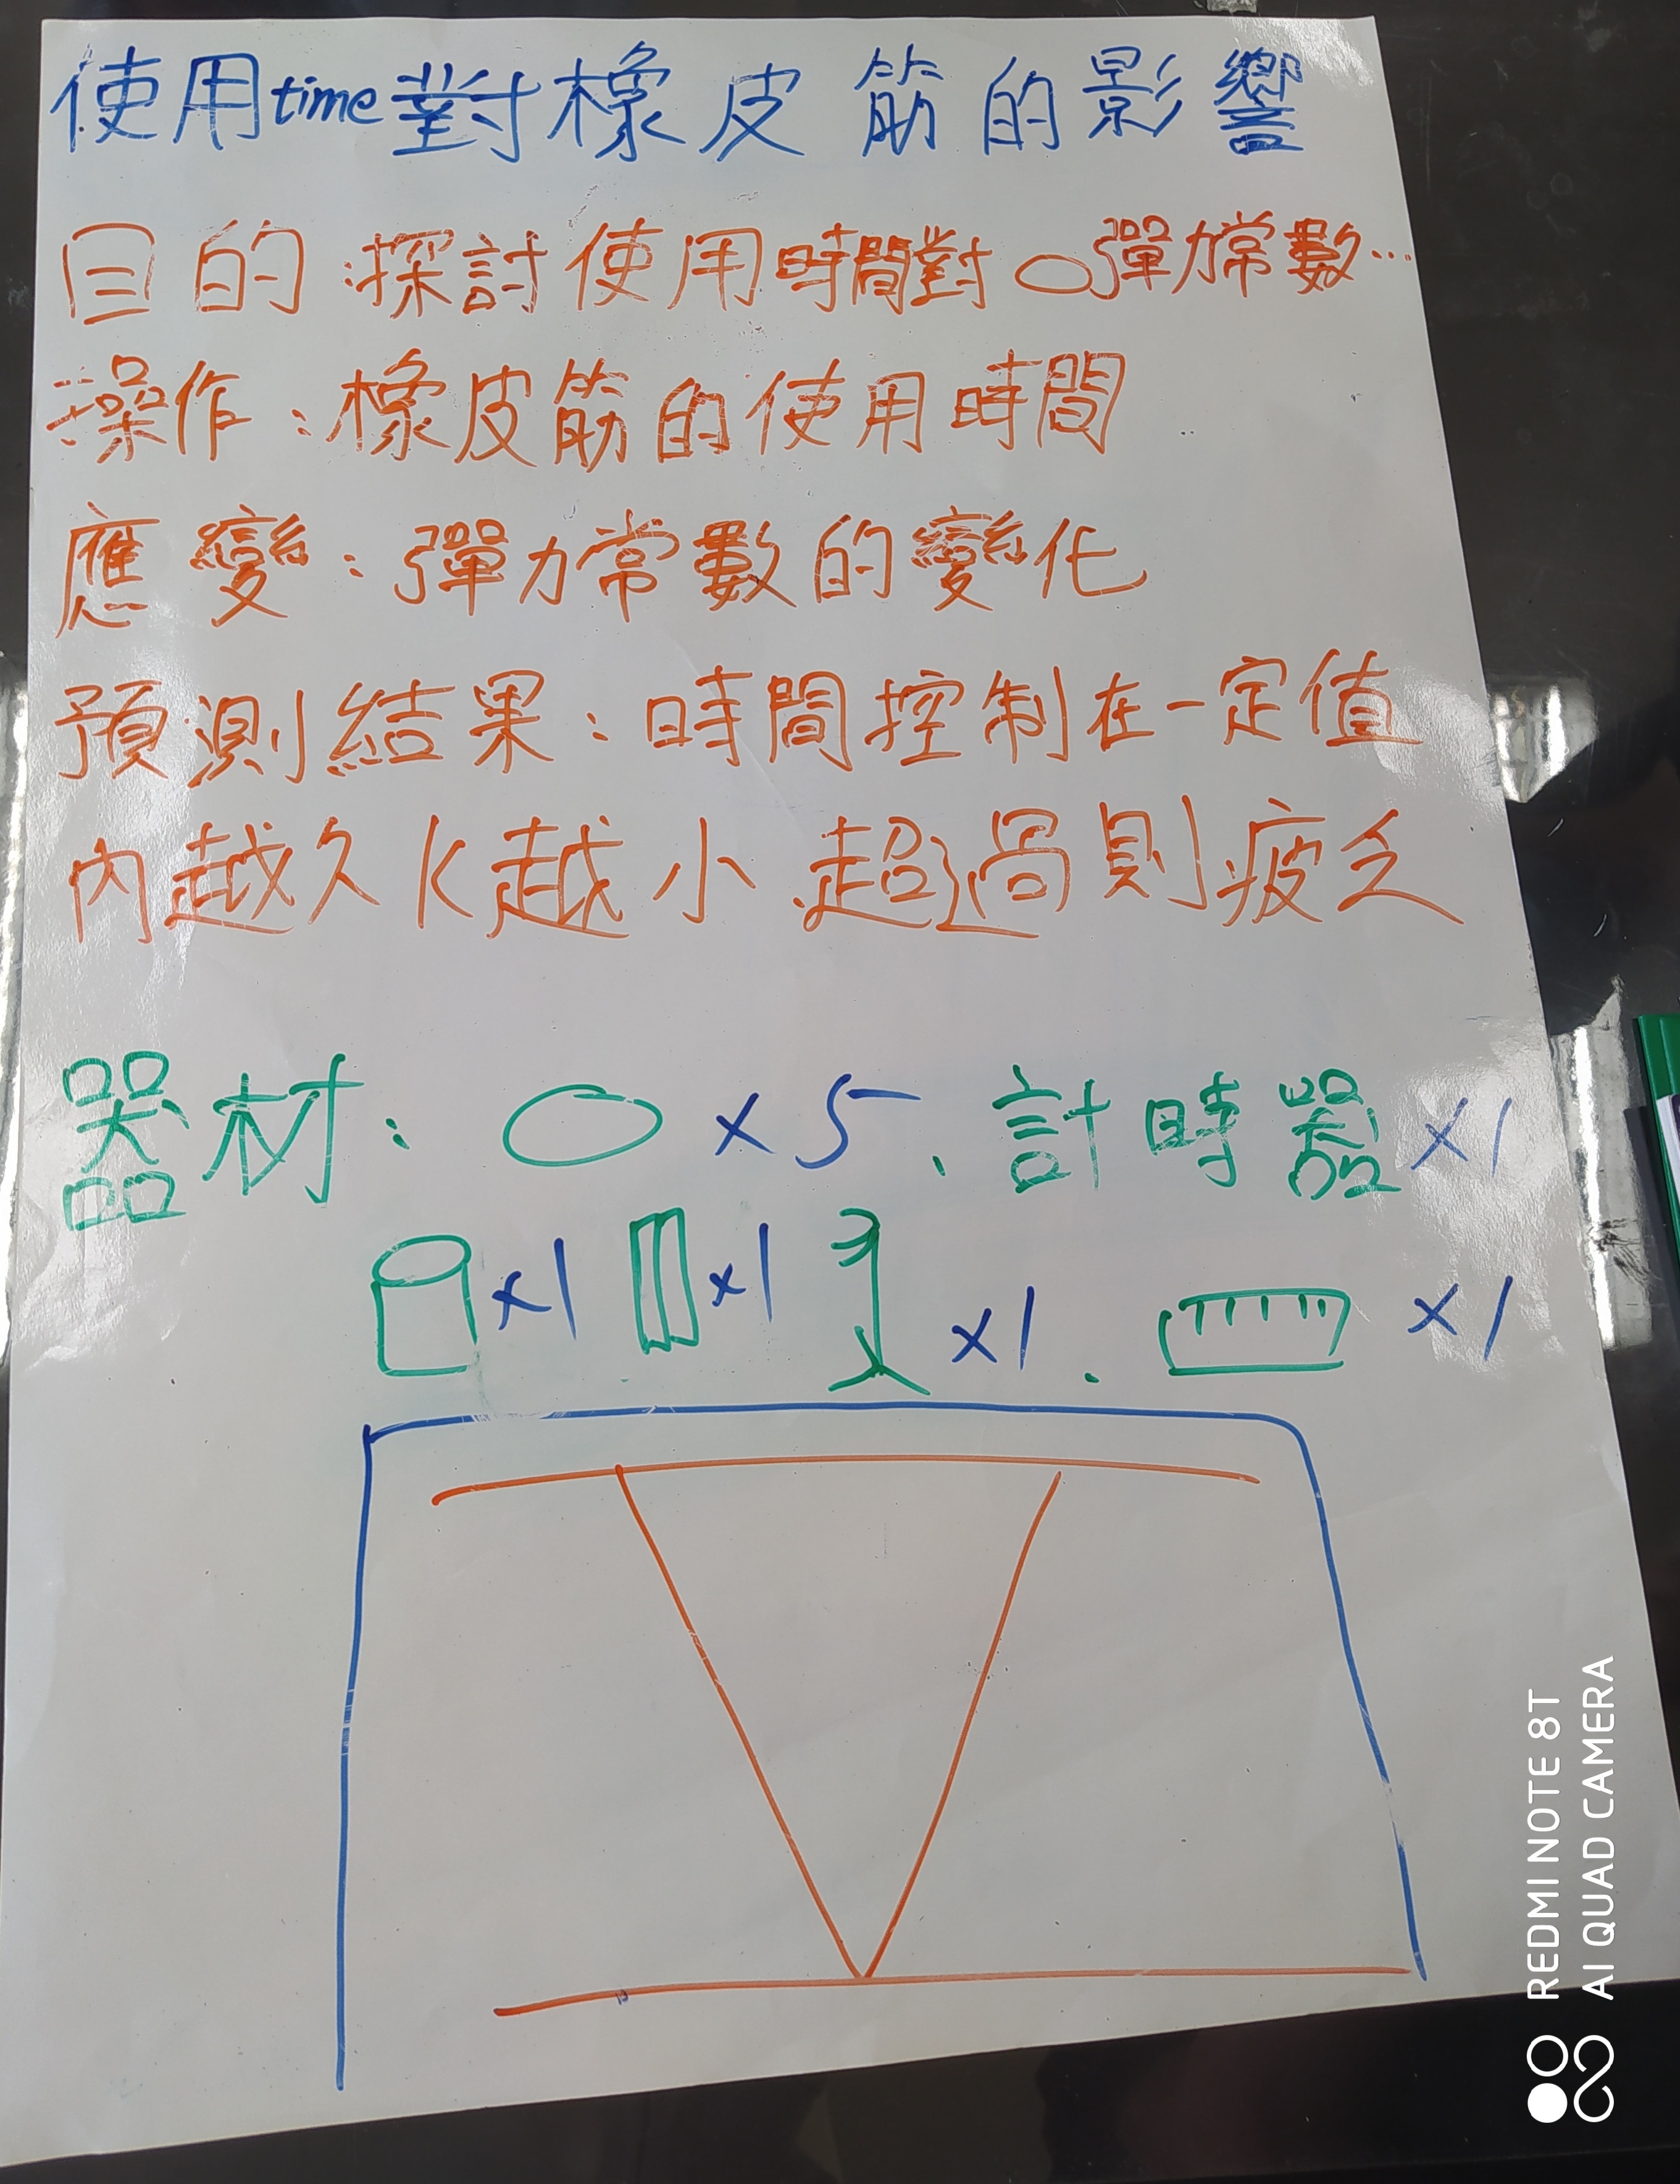 使用time對橡皮筋的影響
目的:探討使用時間對○彈力常數…
操作:橡皮筋的使用時間
應變:彈力常數的變化
預測結果:時間控制在一定值
內越久K越小.超過則疲乏
器材:○×5、計時器×1
×1 ×1 ×1、×1
REDMI NOTE 8T
AI QUAD CAMERA